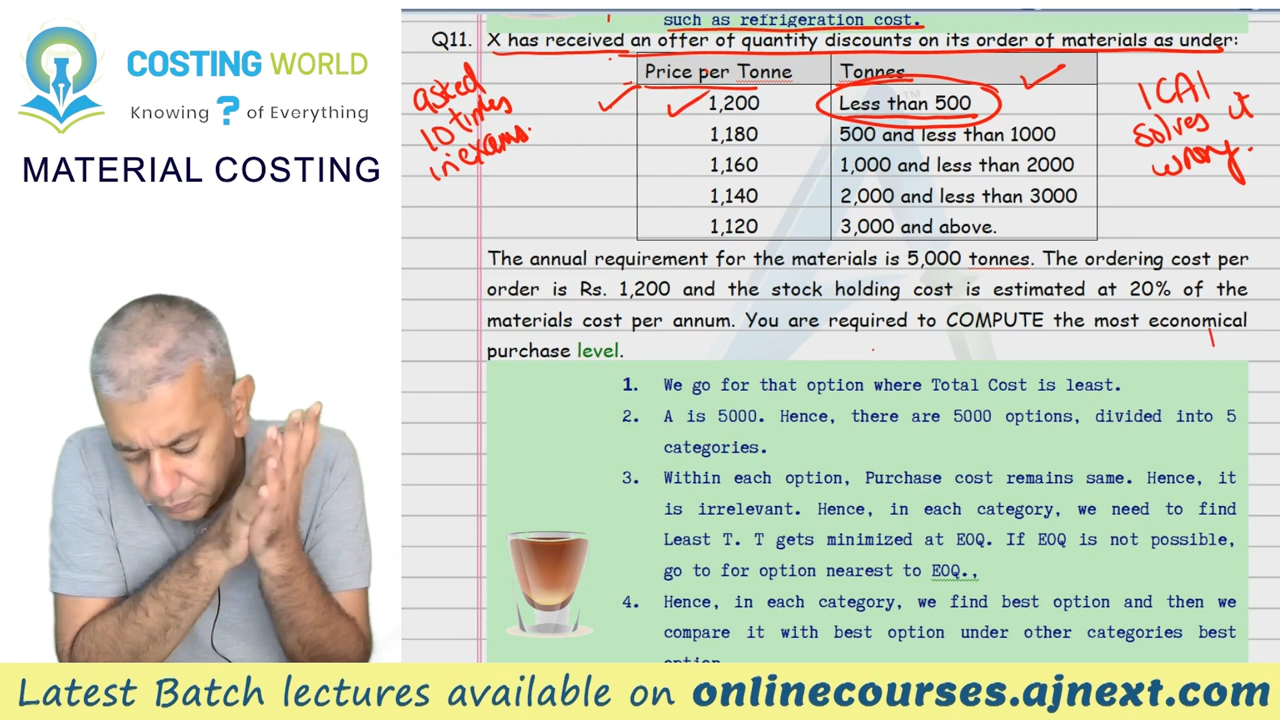 COSTING WORLD
Knowing ? of Everything
MATERIAL COSTING
such as refrigeration cost.
Q11. X has received an offer of quantity discounts on its order of materials as under:
Price per Tonne Tonnes
1,200 Less than 500
1,180 500 and less than 1000
1,160 1,000 and less than 2000
1,140 2,000 and less than 3000
1,120 3,000 and above.
asked
10 times
in exams.
ICAI
solves it
wrong.
The annual requirement for the materials is 5,000 tonnes. The ordering cost per
order is Rs. 1,200 and the stock holding cost is estimated at 20% of the
materials cost per annum. You are required to COMPUTE the most economical
purchase level.
1. We go for that option where Total Cost is least.
2. A is 5000. Hence, there are 5000 options, divided into 5
categories.
3. Within each option, Purchase cost remains same. Hence, it
is irrelevant. Hence, in each category, we need to find
Least T. T gets minimized at EOQ. If EOQ is not possible,
go to for option nearest to EOQ.,
4. Hence, in each category, we find best option and then we
compare it with best option under other categories best
option
Latest Batch lectures available on onlinecourses.ajnext.com